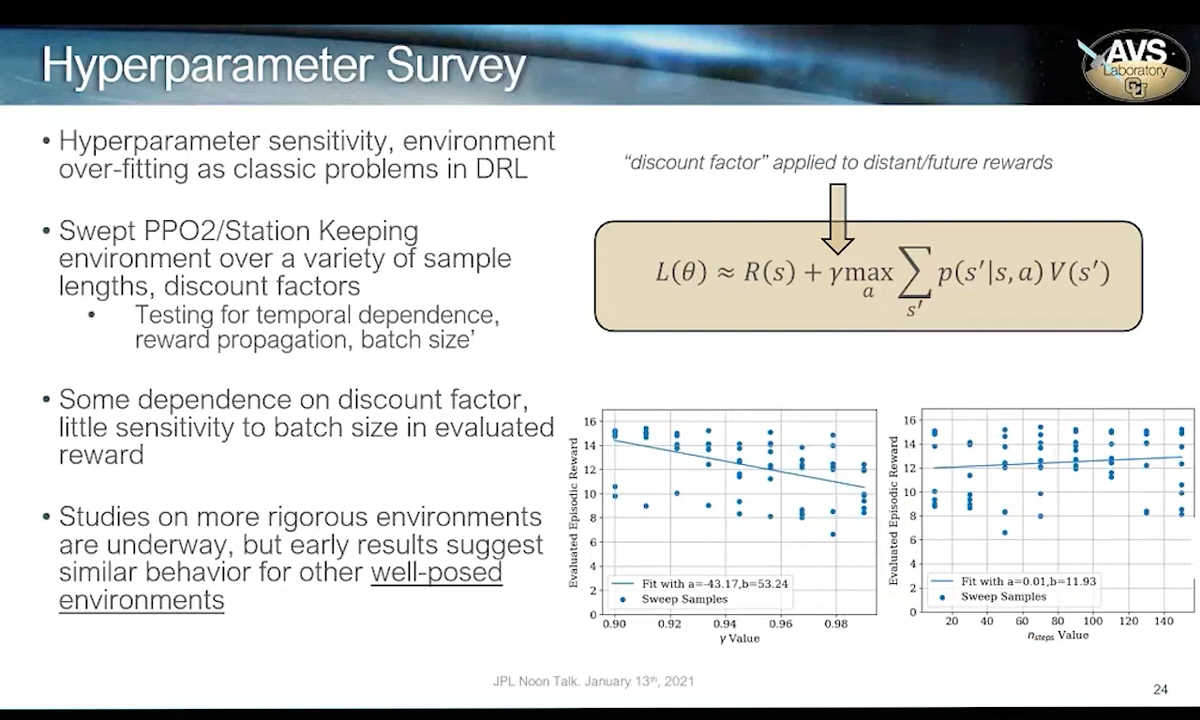 Hyperparameter Survey
AVS
Laboratory
CU
• Hyperparameter sensitivity, environment
over-fitting as classic problems in DRL
• Swept PPO2/Station Keeping
environment over a variety of sample
lengths, discount factors
• Testing for temporal dependence,
reward propagation, batch size’
• Some dependence on discount factor,
little sensitivity to batch size in evaluated
reward
• Studies on more rigorous environments
are underway, but early results suggest
similar behavior for other well-posed
environments
“discount factor” applied to distant/future rewards
L(θ) ≈ R(s) + γ max_a ∑_{s′} p(s′|s, a) V(s′)
Evaluated Episodic Reward
16
14
12
10
8
6
4
2
0
Fit with a=-43.17,b=53.24
Sweep Samples
0.90 0.92 0.94 0.96 0.98
γ Value
Evaluated Episodic Reward
16
14
12
10
8
6
4
2
0
Fit with a=0.01,b=11.93
Sweep Samples
20 40 60 80 100 120 140
n_steps Value
JPL Noon Talk. January 13th, 2021
24